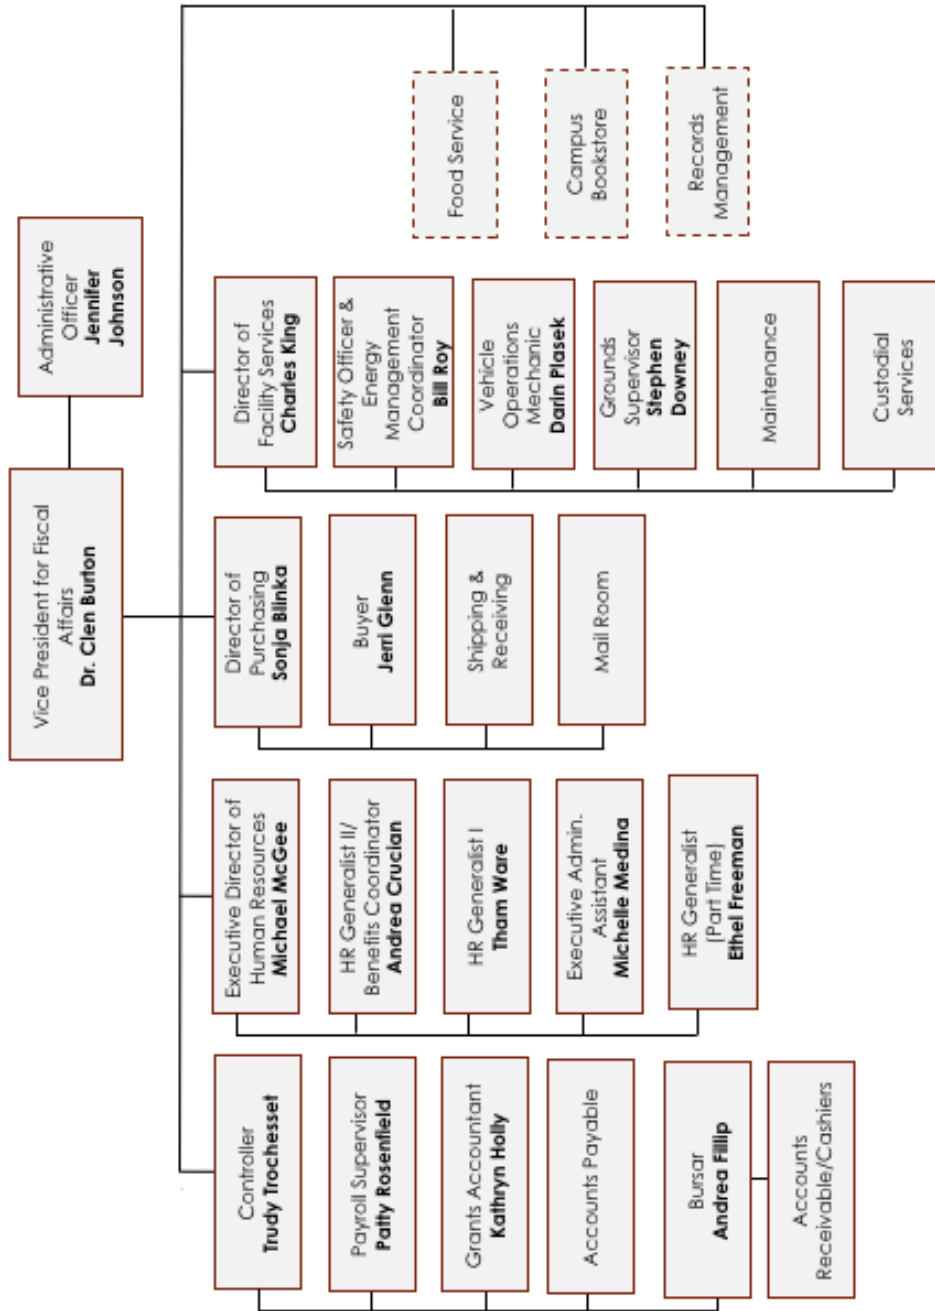 Vice President for Fiscal
Affairs
Dr. Clen Burton
Administrative
Officer
Jennifer
Johnson
Controller
Trudy Trochesset
Payroll Supervisor
Patty Rosenfield
Grants Accountant
Kathryn Holly
Accounts Payable
Bursar
Andrea Fillip
Accounts
Receivable/Cashiers
Executive Director of
Human Resources
Michael McGee
HR Generalist II/
Benefits Coordinator
Andrea Crucian
HR Generalist I
Tham Ware
Executive Admin.
Assistant
Michelle Medina
HR Generalist
(Part Time)
Ethel Freeman
Director of
Purchasing
Sonja Blinka
Buyer
Jerri Glenn
Shipping &
Receiving
Mail Room
Director of
Facility Services
Charles King
Safety Officer &
Energy
Management
Coordinator
Bill Roy
Vehicle
Operations
Mechanic
Darin Plasek
Grounds
Supervisor
Stephen
Downey
Maintenance
Custodial
Services
Food Service
Campus
Bookstore
Records
Management